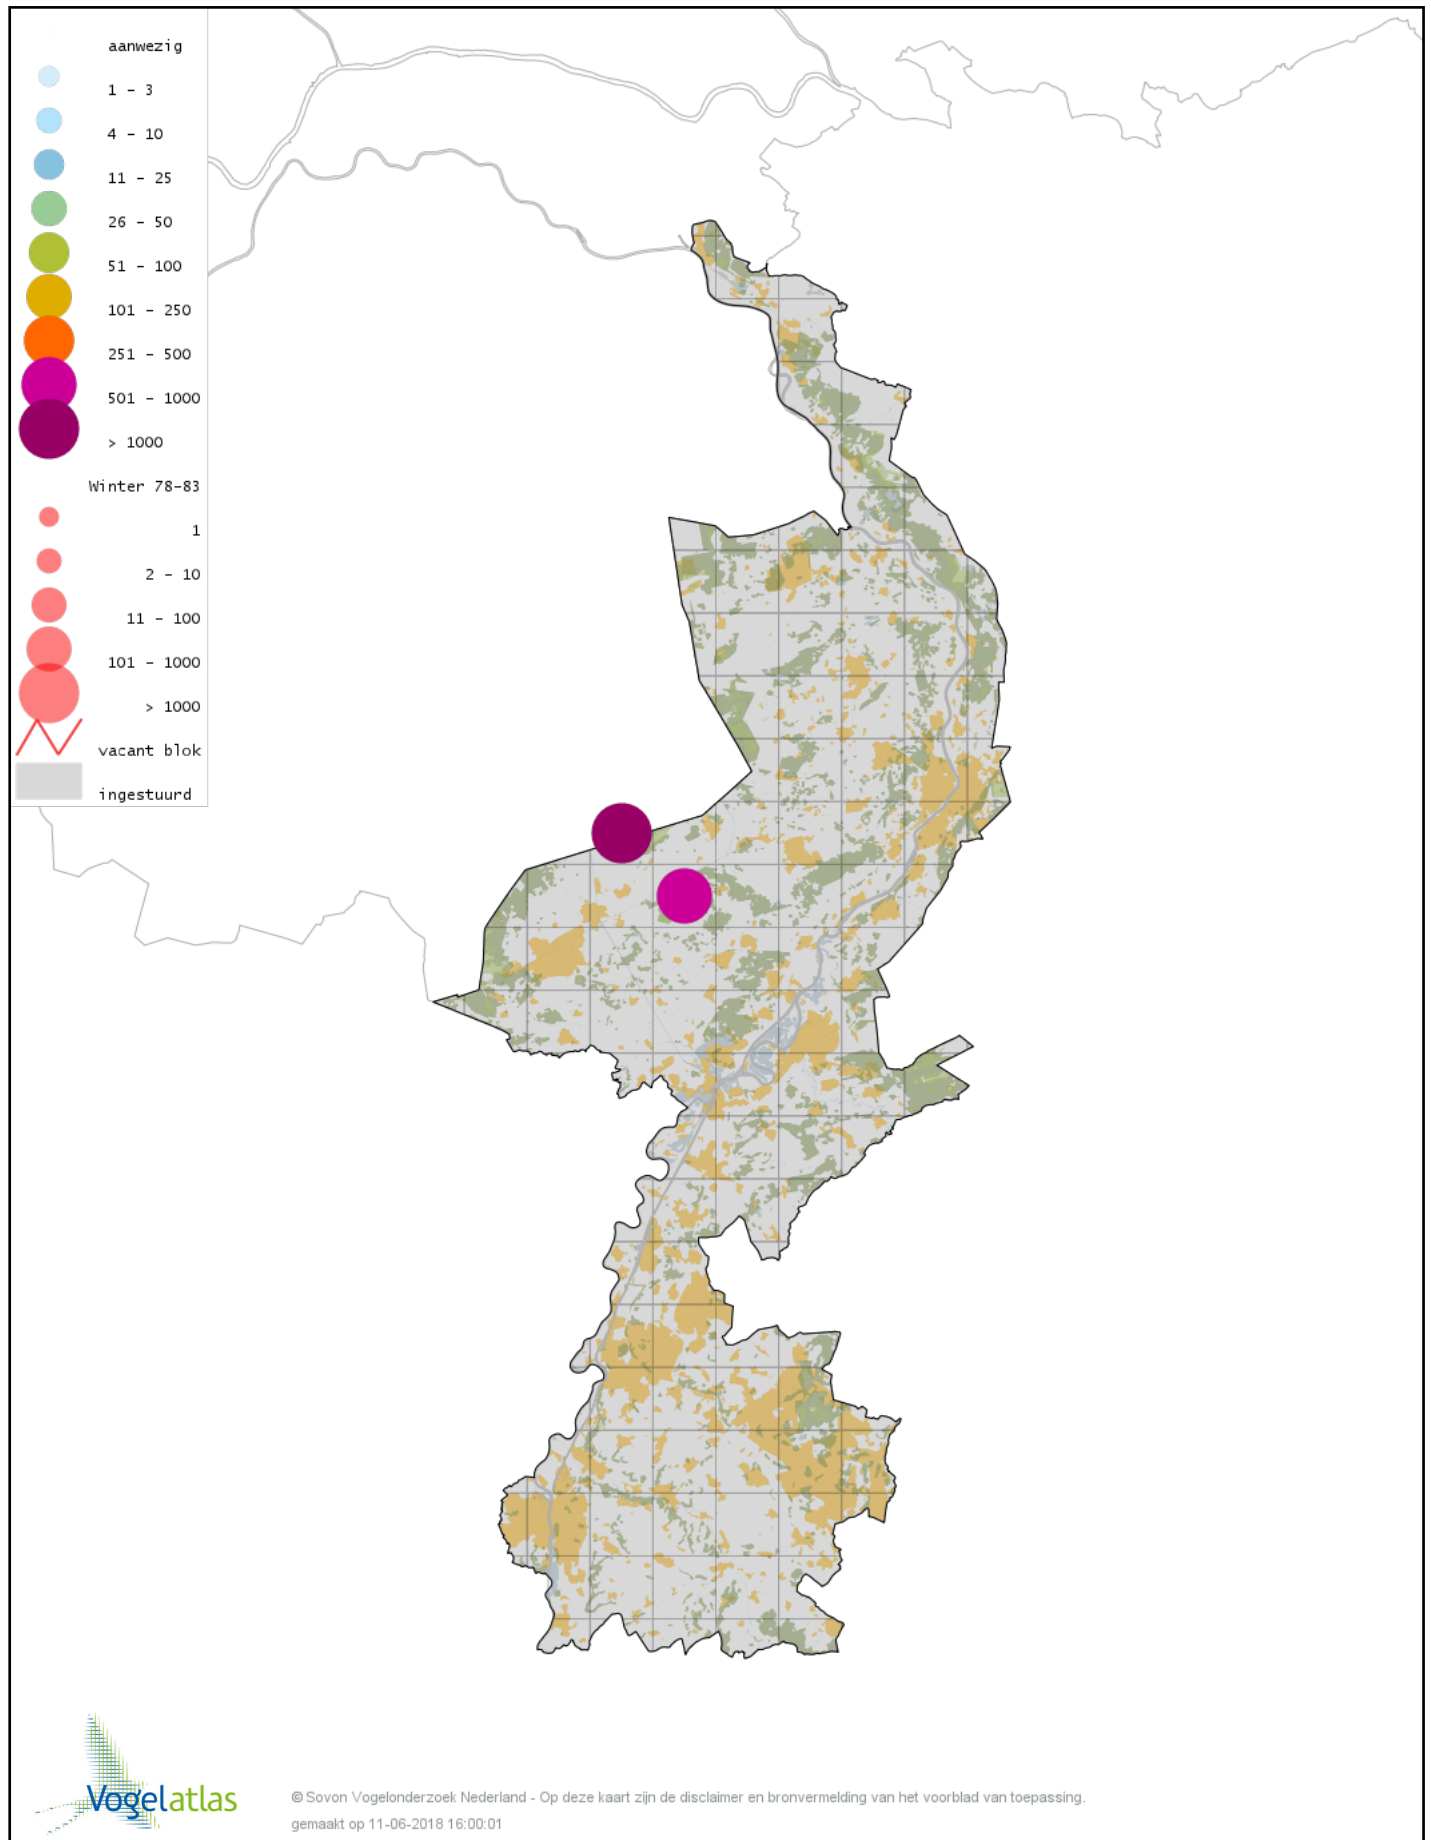 aanwezig
1 – 3
4 – 10
11 – 25
26 – 50
51 – 100
101 – 250
251 – 500
501 – 1000
> 1000
Winter 78–83
1
2 – 10
11 – 100
101 – 1000
> 1000
vacant blok
ingestuurd
Vogelatlas
© Sovon Vogelonderzoek Nederland - Op deze kaart zijn de disclaimer en bronvermelding van het voorblad van toepassing.
gemaakt op 11-06-2018 16:00:01